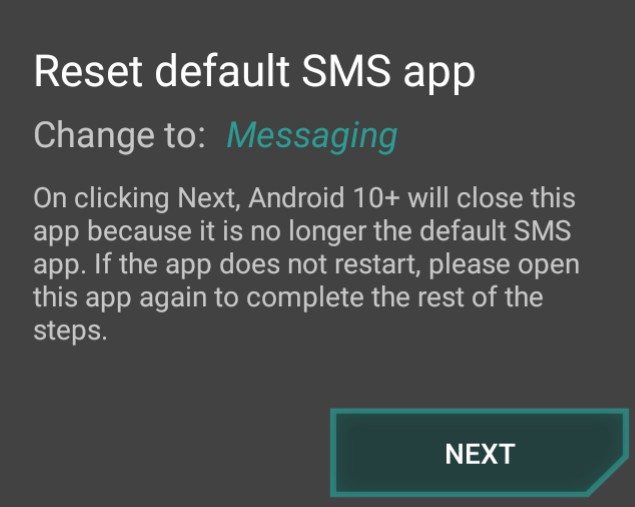 Reset default SMS app
Change to: Messaging
On clicking Next, Android 10+ will close this
app because it is no longer the default SMS
app. If the app does not restart, please open
this app again to complete the rest of the
steps.
NEXT